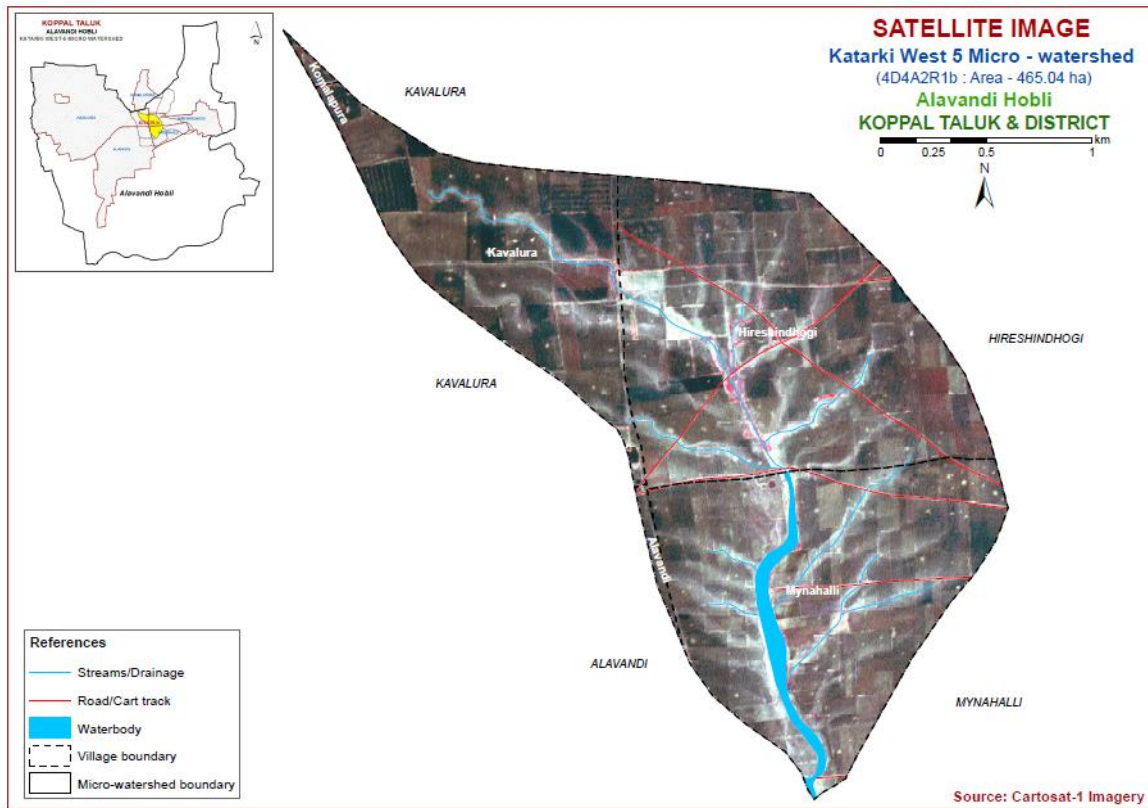 KOPPAL TALUK
ALAVANDI HOBLI
KATARKI WEST-5 MICRO-WATERSHED
N
Alavandi Hobli
SATELLITE IMAGE
Katarki West 5 Micro - watershed
(4D4A2R1b : Area - 465.04 ha)
Alavandi Hobli
KOPPAL TALUK & DISTRICT
km
0 0.25 0.5 1
N
Komalapura
KAVALURA
Kavalura
Hireshindhogi
HIRESHINDHOGI
KAVALURA
Alavandi
Mynahalli
ALAVANDI
MYNAHALLI
References
Streams/Drainage
Road/Cart track
Waterbody
Village boundary
Micro-watershed boundary
Source: Cartosat-1 Imagery